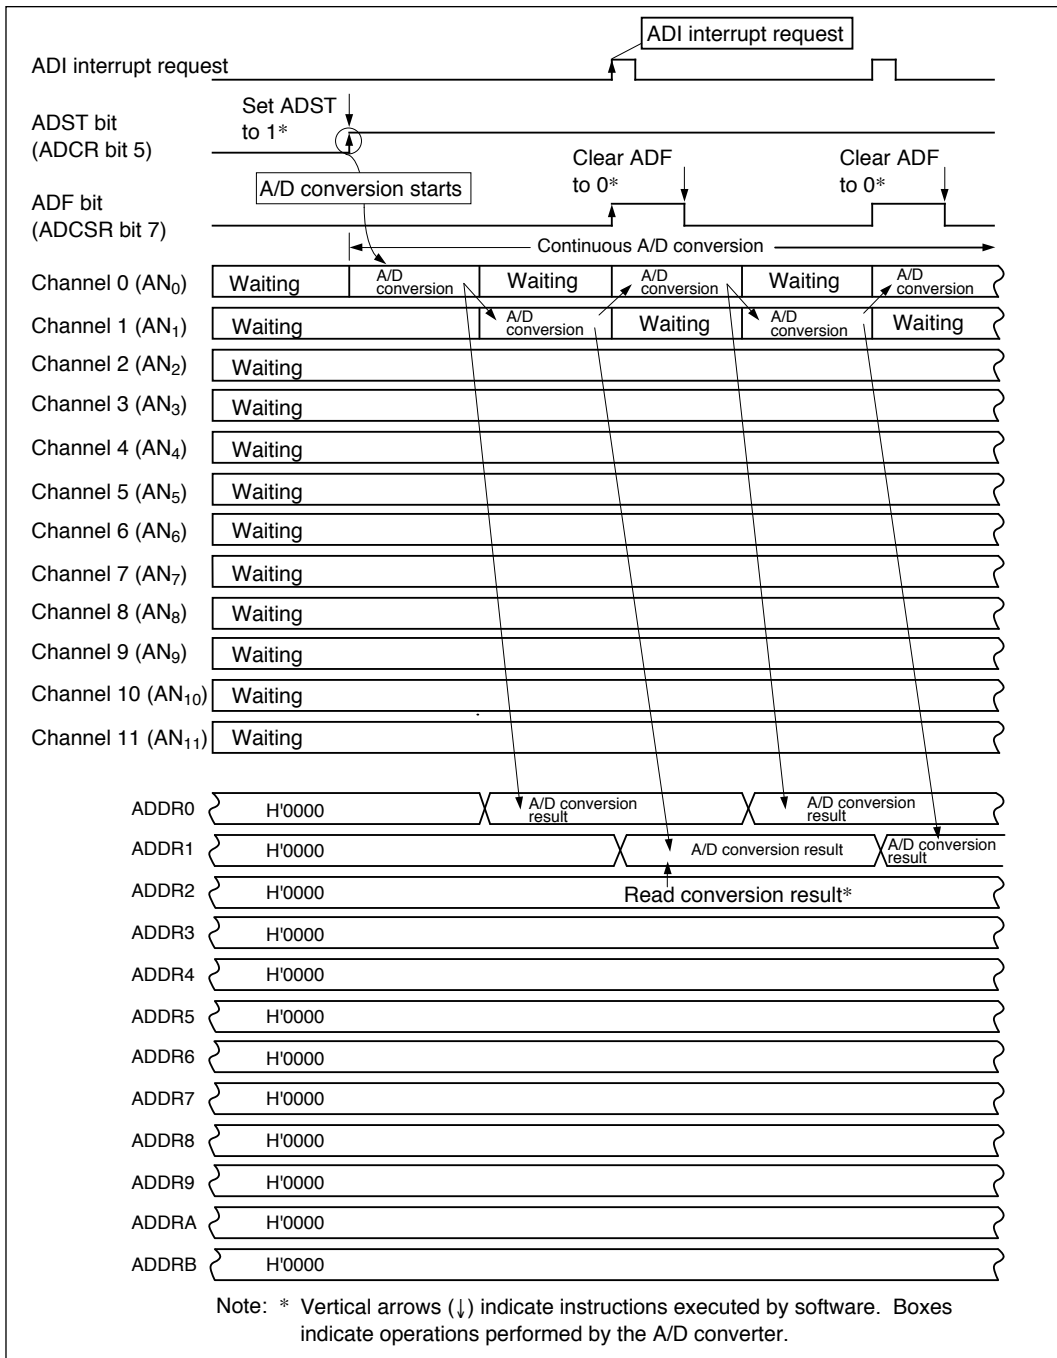 ADI interrupt request
ADI interrupt request
Set ADST
to 1*
ADST bit
(ADCR bit 5)
A/D conversion starts
Clear ADF
to 0*
Clear ADF
to 0*
ADF bit
(ADCSR bit 7)
Continuous A/D conversion
Channel 0 (AN0) Waiting A/D conversion Waiting A/D conversion Waiting A/D conversion
Channel 1 (AN1) Waiting A/D conversion Waiting A/D conversion Waiting
Channel 2 (AN2) Waiting
Channel 3 (AN3) Waiting
Channel 4 (AN4) Waiting
Channel 5 (AN5) Waiting
Channel 6 (AN6) Waiting
Channel 7 (AN7) Waiting
Channel 8 (AN8) Waiting
Channel 9 (AN9) Waiting
Channel 10 (AN10) Waiting
Channel 11 (AN11) Waiting
ADDR0 H'0000 A/D conversion result A/D conversion result
ADDR1 H'0000 A/D conversion result A/D conversion result
ADDR2 H'0000 Read conversion result*
ADDR3 H'0000
ADDR4 H'0000
ADDR5 H'0000
ADDR6 H'0000
ADDR7 H'0000
ADDR8 H'0000
ADDR9 H'0000
ADDRA H'0000
ADDRB H'0000
Note: * Vertical arrows (↓) indicate instructions executed by software. Boxes
indicate operations performed by the A/D converter.